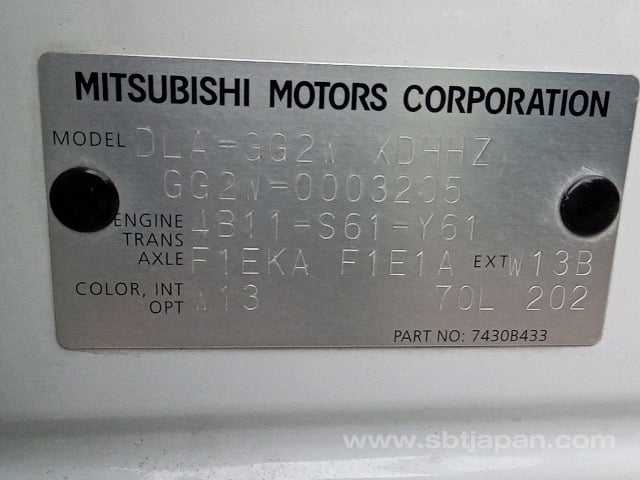 MITSUBISHI MOTORS CORPORATION
MODEL DLA-GG2W XDHHZ
GG2W-0003205
ENGINE 4B11-S61-Y61
TRANS
AXLE F1EKA F1E1A EXT W13B
COLOR, INT
OPT W13 70L 202
PART NO: 7430B433
www.sbtjapan.com